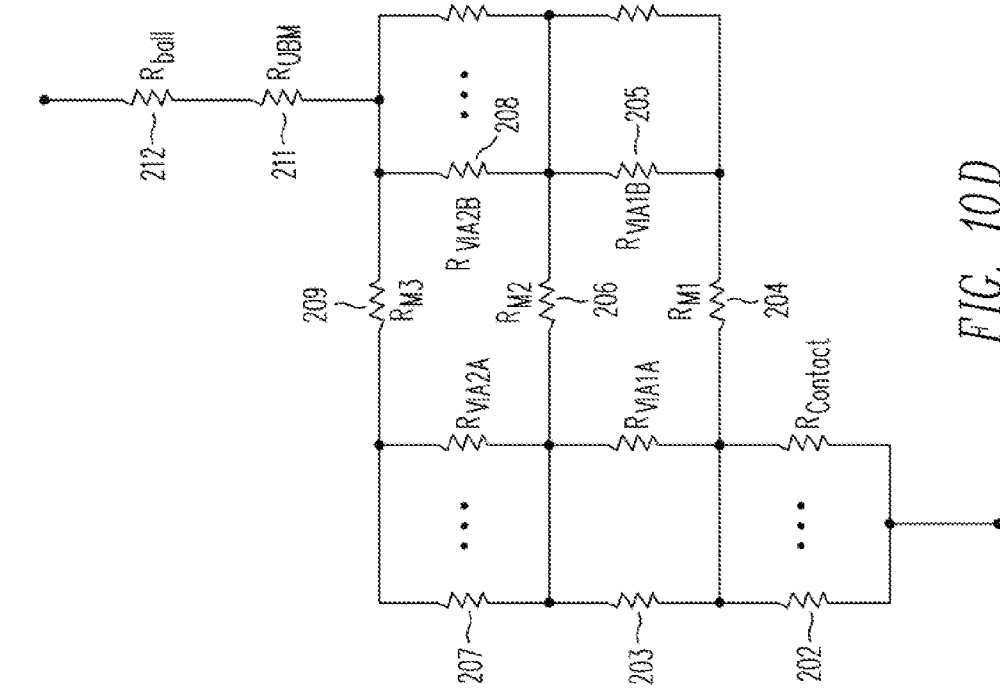 212
R_ball
211
R_UBM
208
205
R_VIA2B
R_VIA1B
209
R_M3
R_M2
206
R_M1
204
R_VIA2A
R_VIA1A
R_Contact
207
203
202
FIG. 10D